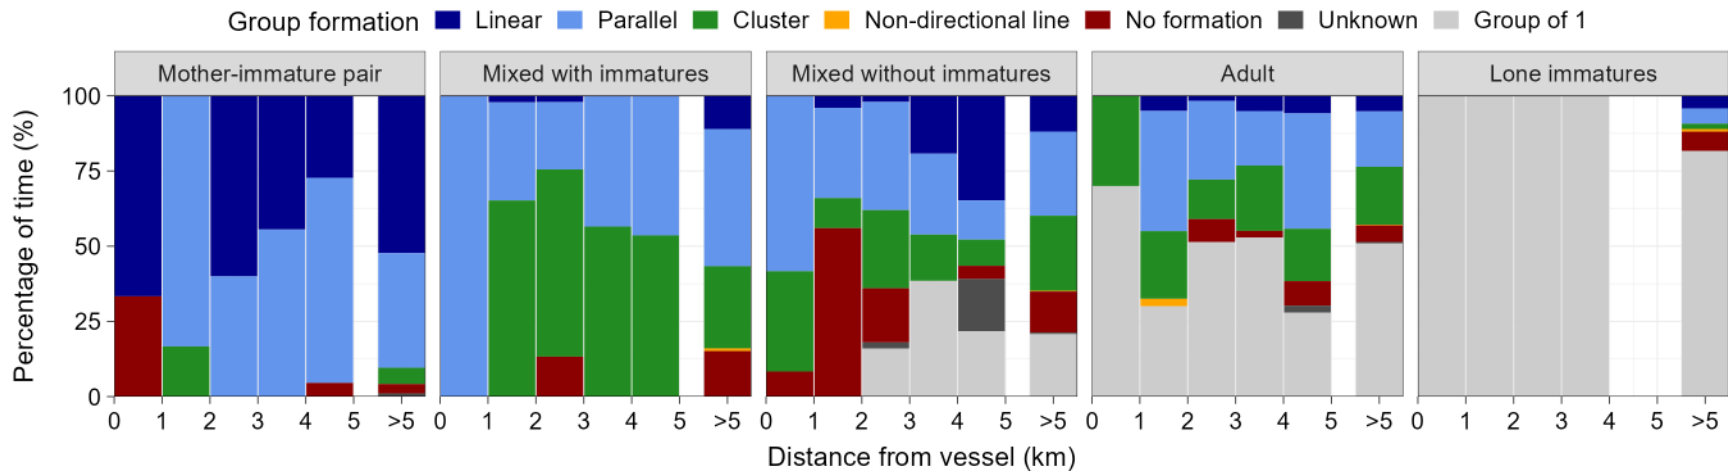 Group formation Linear Parallel Cluster Non-directional line No formation Unknown Group of 1
Mother-immature pair Mixed with immatures Mixed without immatures Adult Lone immatures
Percentage of time (%)
100
75
50
25
0
0 1 2 3 4 5 >5 0 1 2 3 4 5 >5 0 1 2 3 4 5 >5 0 1 2 3 4 5 >5 0 1 2 3 4 5 >5
Distance from vessel (km)